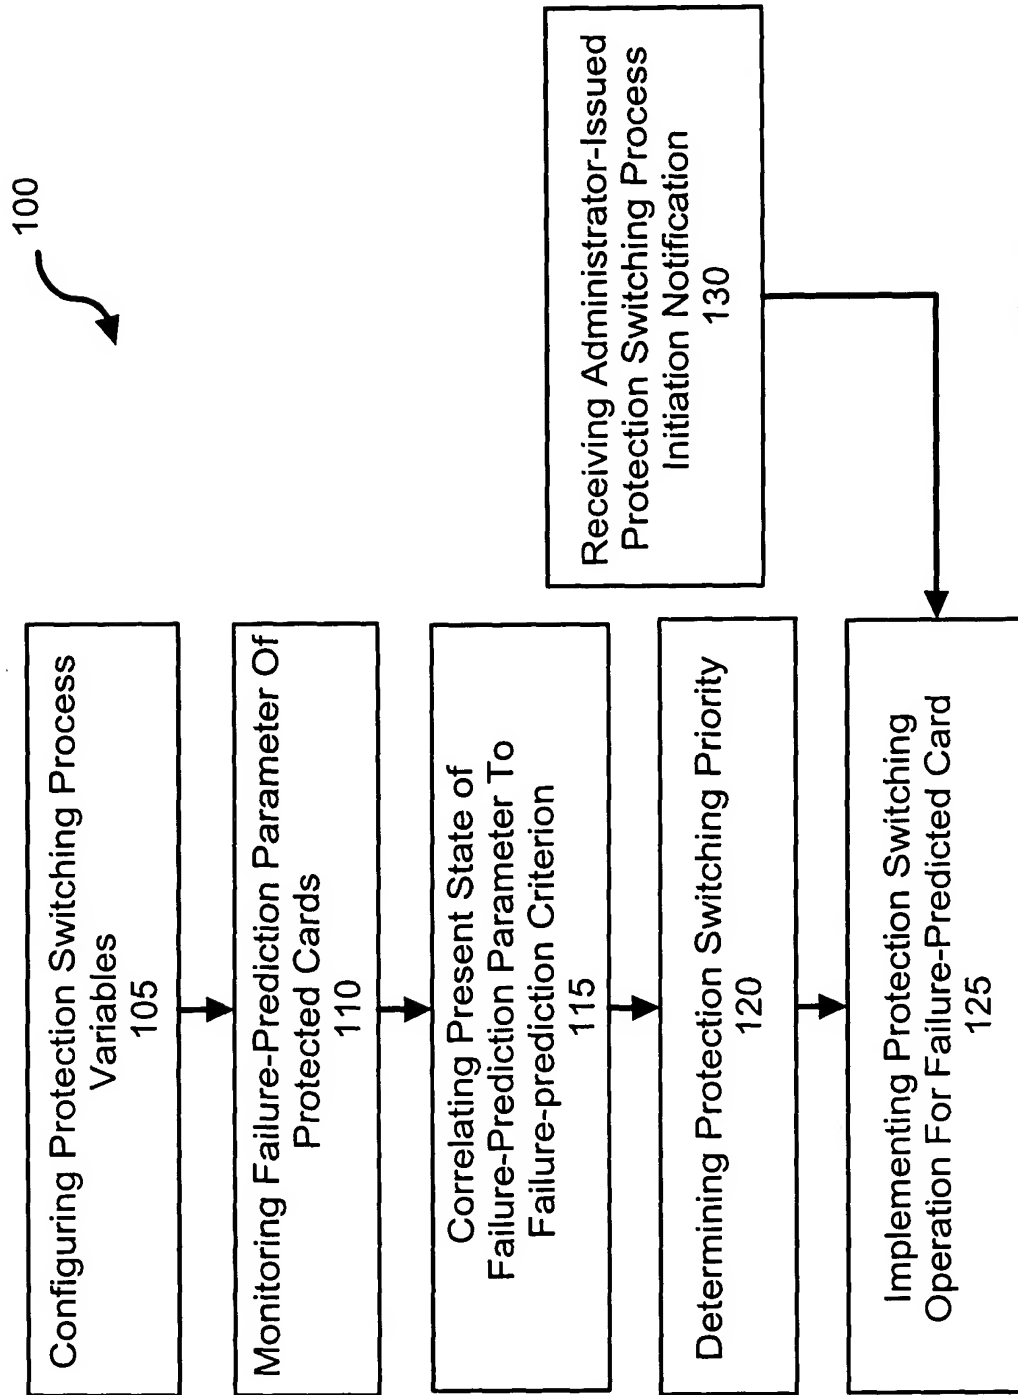 100
Configuring Protection Switching Process
Variables
105
Monitoring Failure-Prediction Parameter Of
Protected Cards
110
Correlating Present State of
Failure-Prediction Parameter To
Failure-prediction Criterion
115
Determining Protection Switching Priority
120
Implementing Protection Switching
Operation For Failure-Predicted Card
125
Receiving Administrator-Issued
Protection Switching Process
Initiation Notification
130